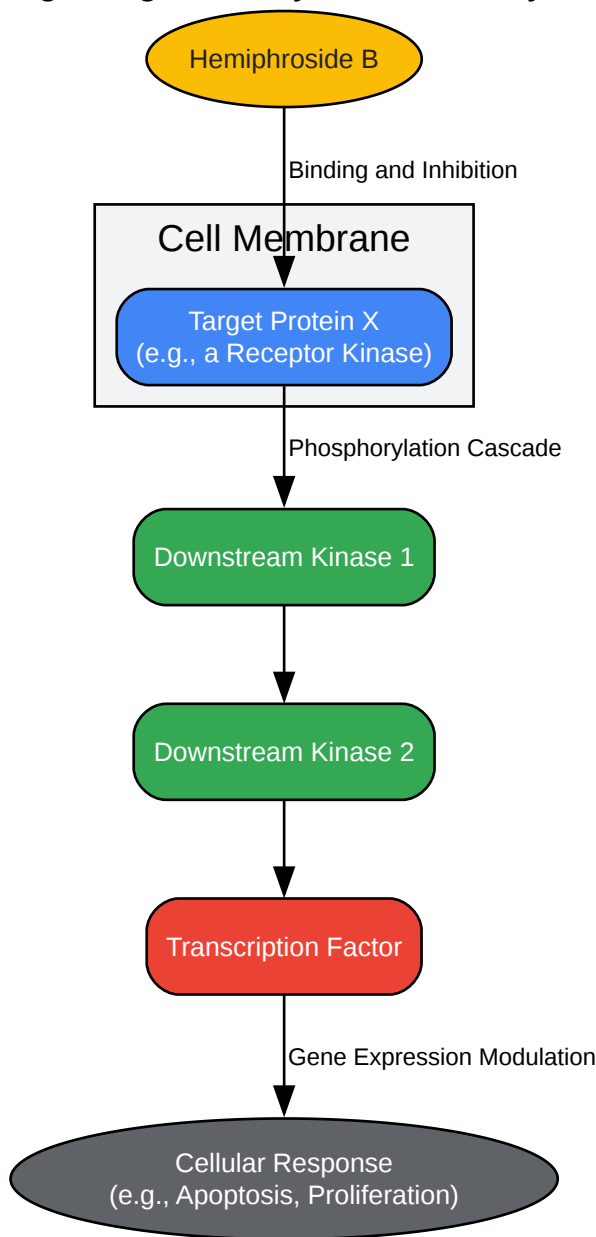 Hemiphroside B
Binding and Inhibition
Cell Membrane
Target Protein X
(e.g., a Receptor Kinase)
Phosphorylation Cascade
Downstream Kinase 1
Downstream Kinase 2
Transcription Factor
Gene Expression Modulation
Cellular Response
(e.g., Apoptosis, Proliferation)